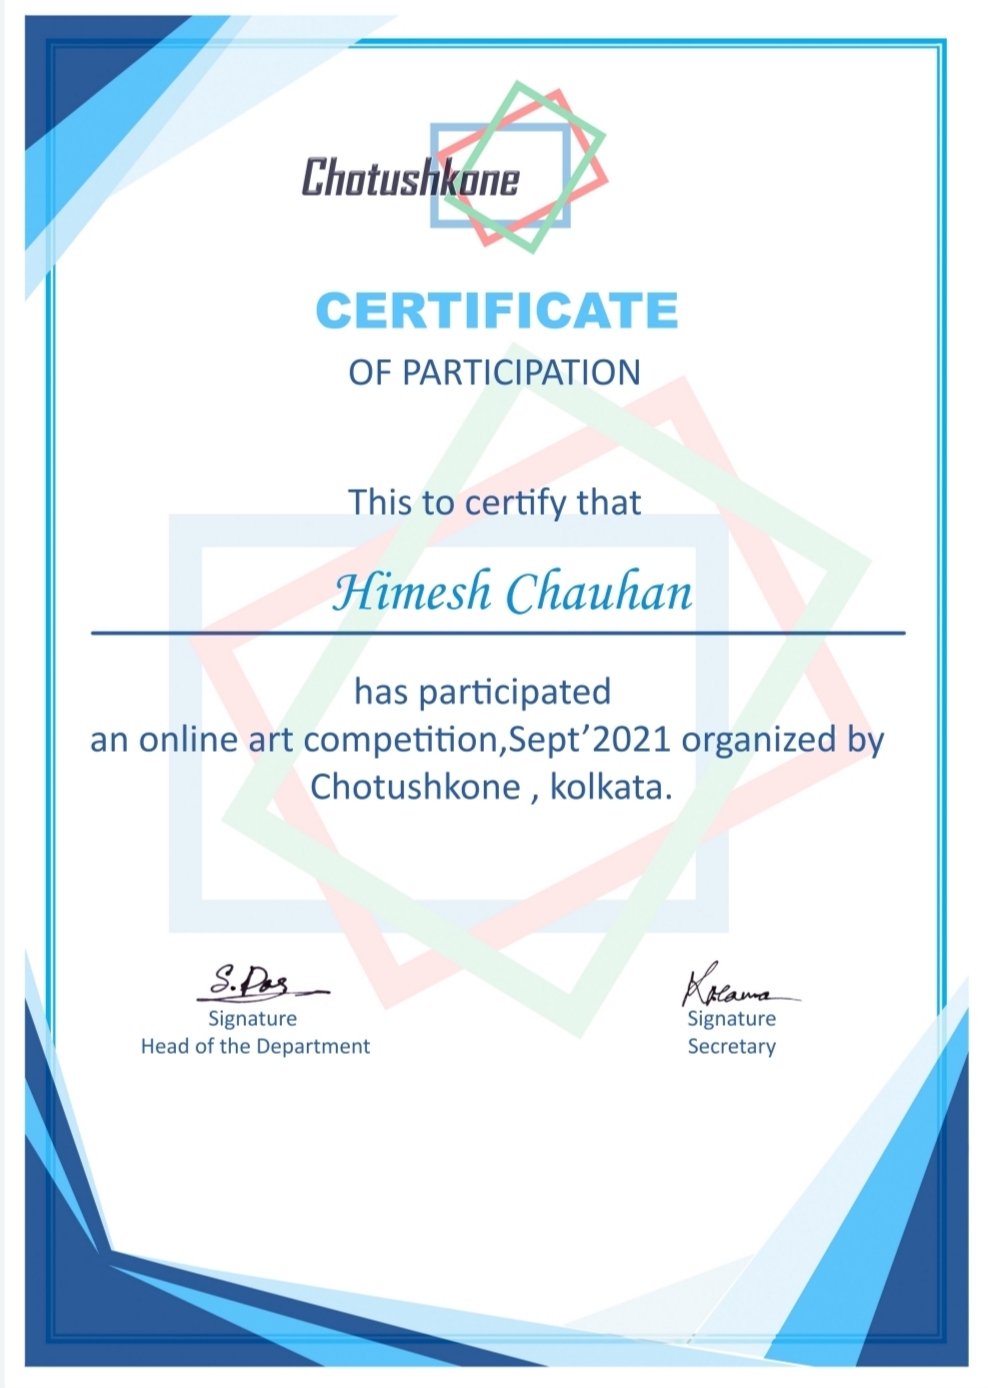 Chotushkone
CERTIFICATE
OF PARTICIPATION
This to certify that
Himesh Chauhan
has participated
an online art competition,Sept'2021 organized by
Chotushkone , kolkata.
S.Das
Signature
Head of the Department
Signature
Secretary